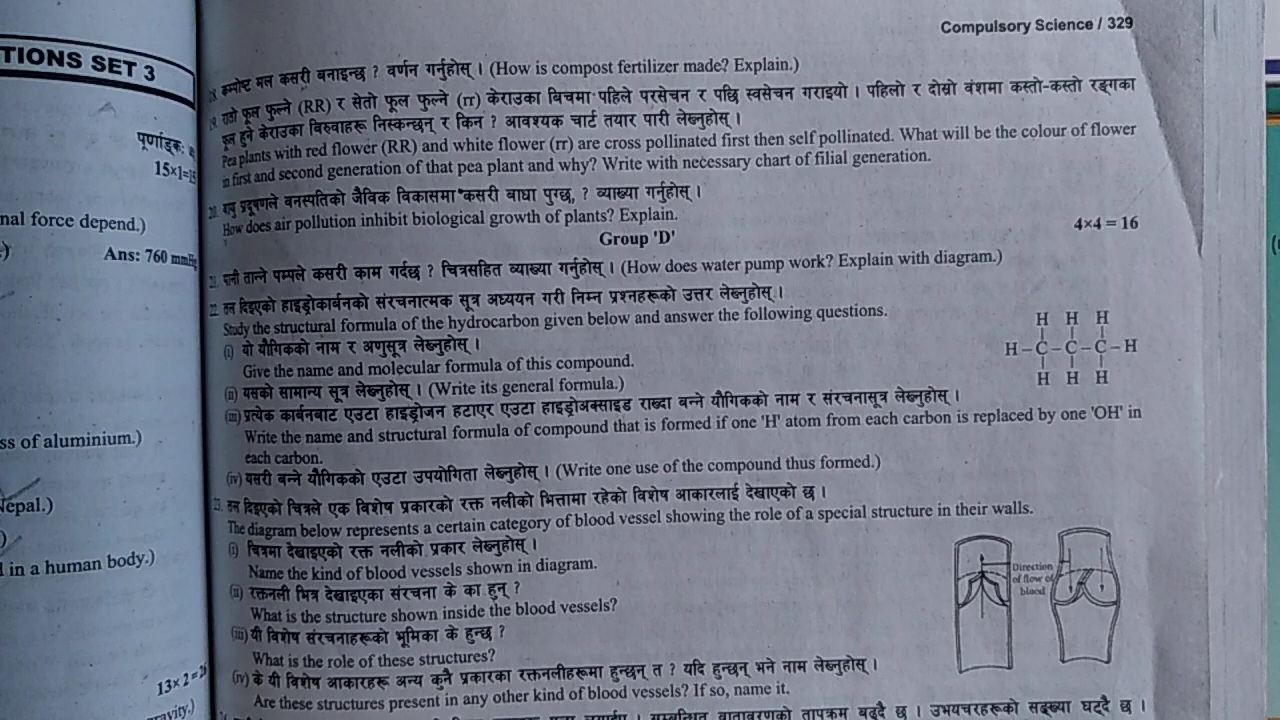 Compulsory Science / 329
TIONS SET 3
पूर्णाङ्क:
15×1=15
nal force depend.)
Ans: 760 mmHg
ss of aluminium.)
Nepal.)
l in a human body.)
13×2=26
avity.)
18. कम्पोष्ट मल कसरी बनाइन्छ ? वर्णन गर्नुहोस् । (How is compost fertilizer made? Explain.)
19. रातो फूल फुल्ने (RR) र सेतो फूल फुल्ने (rr) केराउका बिचमा पहिले परसेचन र पछि स्वसेचन गराइयो । पहिलो र दोस्रो वंशमा कस्तो-कस्तो रङ्गका
फूल हुने केराउका बिरुवाहरू निस्कन्छन् र किन ? आवश्यक चार्ट तयार पारी लेख्नुहोस् ।
Pea plants with red flower (RR) and white flower (rr) are cross pollinated first then self pollinated. What will be the colour of flower
in first and second generation of that pea plant and why? Write with necessary chart of filial generation.
20. वायु प्रदूषणले वनस्पतिको जैविक विकासमा कसरी वाधा पुग्छ, ? व्याख्या गर्नुहोस् ।
How does air pollution inhibit biological growth of plants? Explain.
Group 'D'
4×4 = 16
21. पानी तान्ने पम्पले कसरी काम गर्दछ ? चित्रसहित व्याख्या गर्नुहोस् । (How does water pump work? Explain with diagram.)
22. तल दिइएको हाइड्रोकार्बनको संरचनात्मक सूत्र अध्ययन गरी निम्न प्रश्नहरूको उत्तर लेख्नुहोस् ।
Study the structural formula of the hydrocarbon given below and answer the following questions.
(i) यो यौगिकको नाम र अणुसूत्र लेख्नुहोस् ।
Give the name and molecular formula of this compound.
H H H
H–C–C–C–H
H H H
(ii) यसको सामान्य सूत्र लेख्नुहोस् । (Write its general formula.)
(iii) प्रत्येक कार्वनबाट एउटा हाइड्रोजन हटाएर एउटा हाइड्रोअक्साइड राख्दा बन्ने यौगिकको नाम र संरचनासूत्र लेख्नुहोस् ।
Write the name and structural formula of compound that is formed if one 'H' atom from each carbon is replaced by one 'OH' in
each carbon.
(iv) यसरी बन्ने यौगिकको एउटा उपयोगिता लेख्नुहोस् । (Write one use of the compound thus formed.)
23. तल दिइएको चित्रले एक विशेष प्रकारको रक्त नलीको भित्तामा रहेको विशेष आकारलाई देखाएको छ ।
The diagram below represents a certain category of blood vessel showing the role of a special structure in their walls.
(i) चित्रमा देखाइएको रक्त नलीको प्रकार लेख्नुहोस् ।
Name the kind of blood vessels shown in diagram.
(ii) रक्तनली भित्र देखाइएका संरचना के का हुन् ?
What is the structure shown inside the blood vessels?
(iii) यी विशेष संरचनाहरूको भूमिका के हुन्छ ?
What is the role of these structures?
(iv) के यी विशेष आकारहरू अन्य कुनै प्रकारका रक्तनलीहरूमा हुन्छन् त ? यदि हुन्छन् भने नाम लेख्नुहोस् ।
Are these structures present in any other kind of blood vessels? If so, name it.
Direction
of flow of
blood
वातावरणको तापक्रम बढ्दै छ । उभयचरहरूको सङ्ख्या घट्दै छ ।